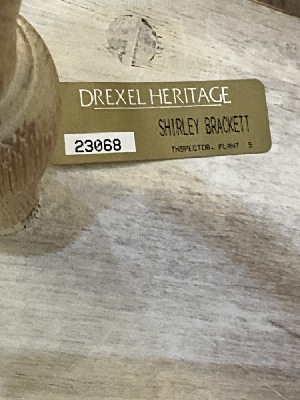 DREXEL HERITAGE
SHIRLEY BRACKETT
23068
INSPECTOR. PLANT 5